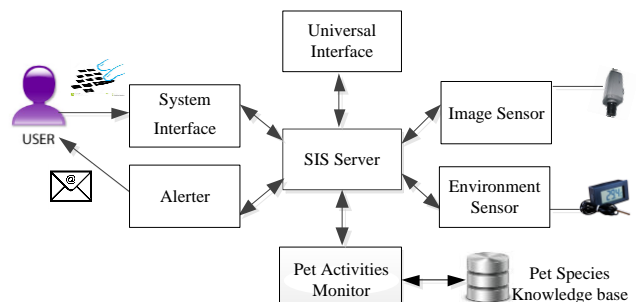 Universal
Interface
System
Interface
Image Sensor
USER
SIS Server
@
Alerter
Environment
Sensor
Pet Activities
Monitor
Pet Species
Knowledge base